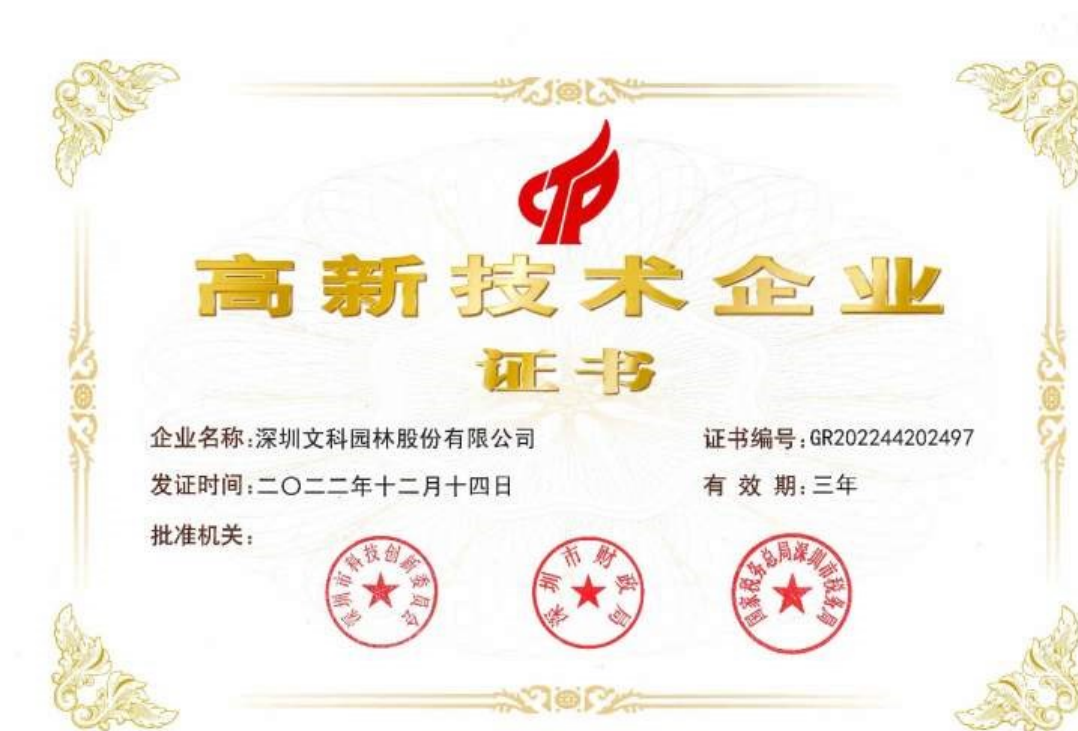 高新技术企业
证书
企业名称:深圳文科园林股份有限公司
证书编号:GR202244202497
发证时间:二〇二二年十二月十四日
有效期:三年
批准机关:
深圳市科技创新委员会
深圳市财政局
国家税务总局深圳市税务局